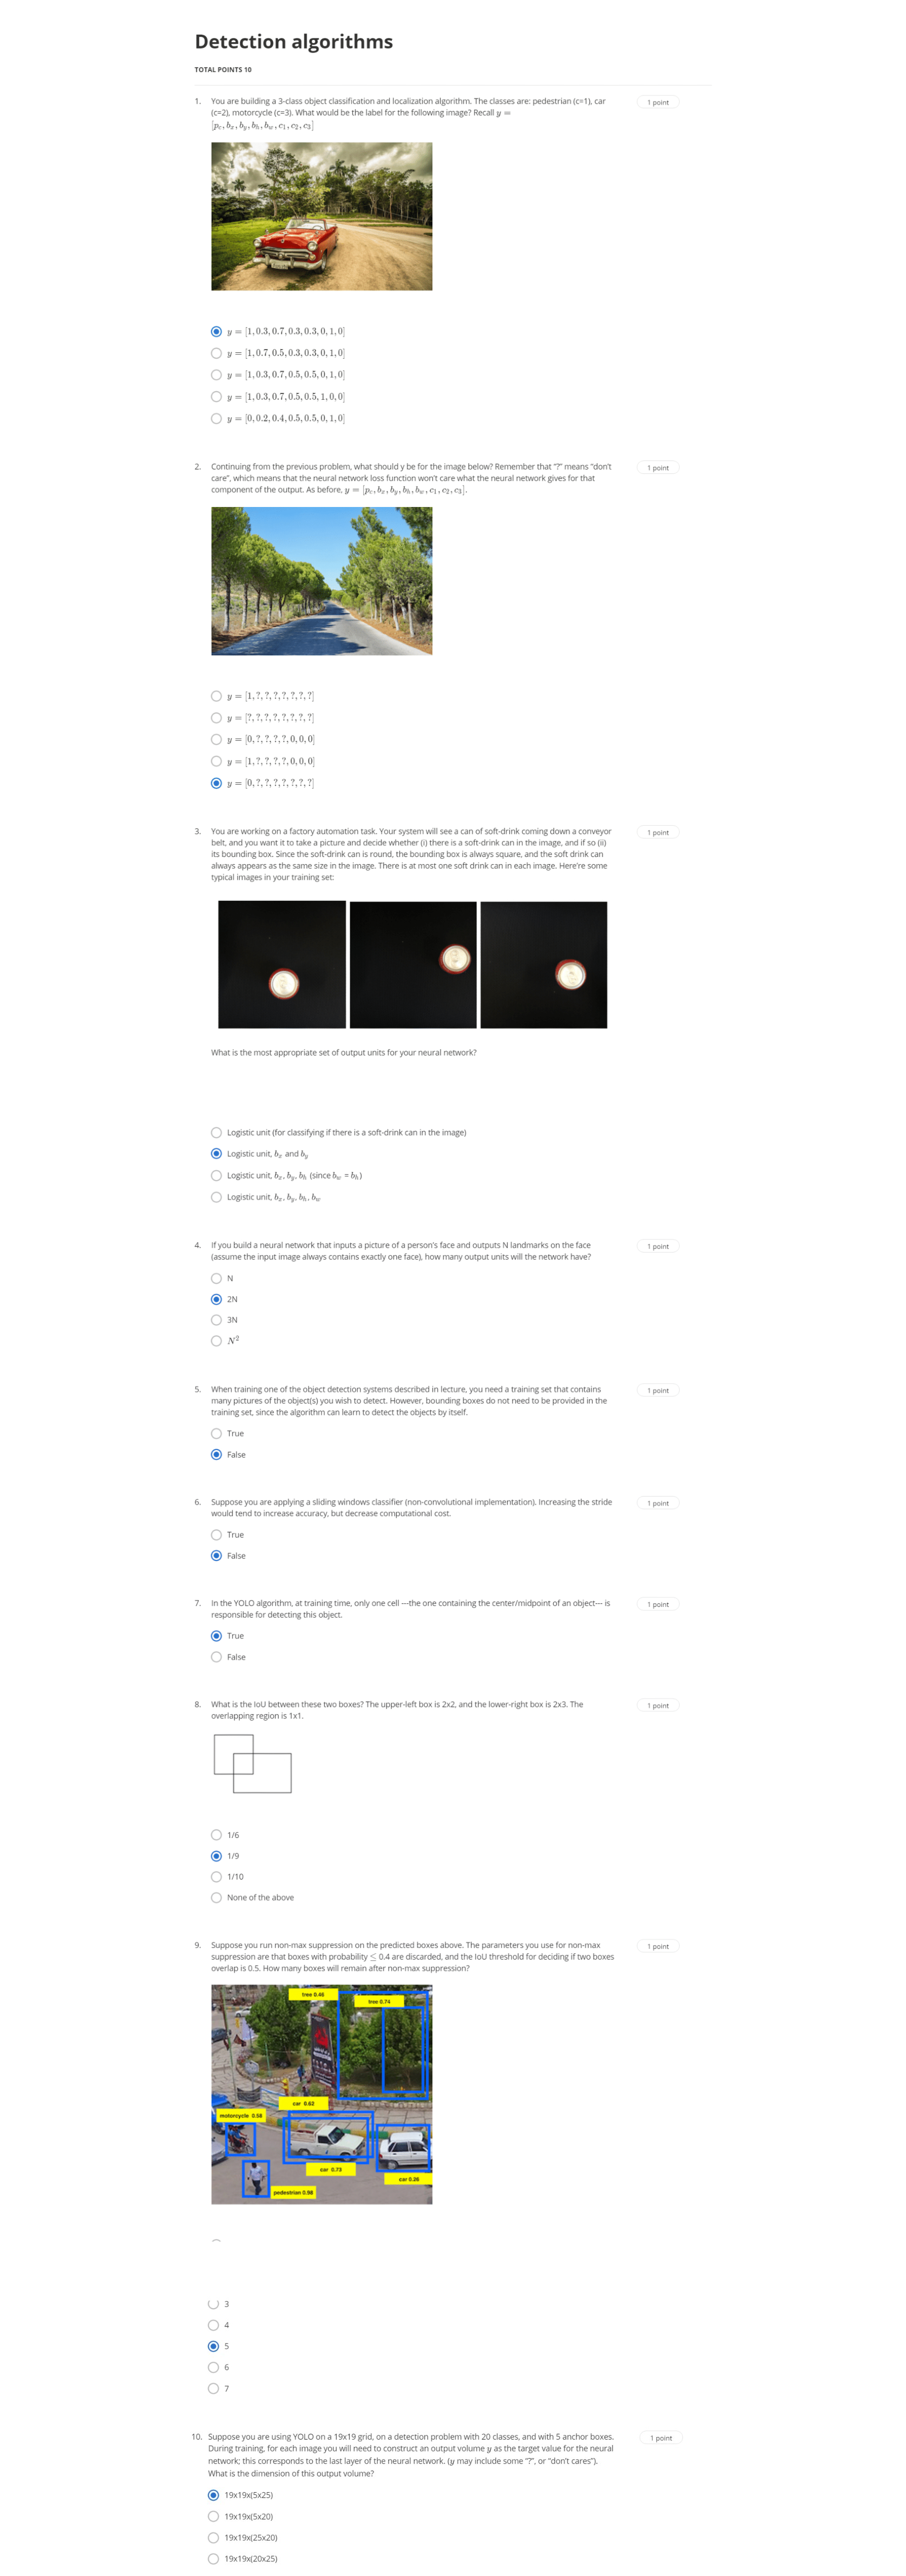 Detection algorithms
TOTAL POINTS 10
1. You are building a 3-class object classification and localization algorithm. The classes are: pedestrian (c=1), car
(c=2), motorcycle (c=3). What would be the label for the following image? Recall y =
[p_c, b_x, b_y, b_h, b_w, c_1, c_2, c_3]
1 point
y = [1, 0.3, 0.7, 0.3, 0.3, 0, 1, 0]
y = [1, 0.7, 0.5, 0.3, 0.3, 0, 1, 0]
y = [1, 0.3, 0.7, 0.5, 0.5, 0, 1, 0]
y = [1, 0.3, 0.7, 0.5, 0.5, 1, 0, 0]
y = [0, 0.2, 0.4, 0.5, 0.5, 0, 1, 0]
2. Continuing from the previous problem, what should y be for the image below? Remember that “?” means “don’t
care”, which means that the neural network loss function won’t care what the neural network gives for that
component of the output. As before, y = [p_c, b_x, b_y, b_h, b_w, c_1, c_2, c_3].
1 point
y = [1, ?, ?, ?, ?, ?, ?, ?]
y = [?, ?, ?, ?, ?, ?, ?, ?]
y = [0, ?, ?, ?, ?, 0, 0, 0]
y = [1, ?, ?, ?, ?, 0, 0, 0]
y = [0, ?, ?, ?, ?, ?, ?, ?]
3. You are working on a factory automation task. Your system will see a can of soft-drink coming down a conveyor
belt, and you want it to take a picture and decide whether (i) there is a soft-drink can in the image, and if so (ii)
its bounding box. Since the soft-drink can is round, the bounding box is always square, and the soft drink can
always appears as the same size in the image. There is at most one soft drink can in each image. Here’re some
typical images in your training set:
1 point
What is the most appropriate set of output units for your neural network?
Logistic unit (for classifying if there is a soft-drink can in the image)
Logistic unit, b_x and b_y
Logistic unit, b_x, b_y, b_h (since b_w = b_h)
Logistic unit, b_x, b_y, b_h, b_w
4. If you build a neural network that inputs a picture of a person’s face and outputs N landmarks on the face
(assume the input image always contains exactly one face), how many output units will the network have?
1 point
N
2N
3N
N²
5. When training one of the object detection systems described in lecture, you need a training set that contains
many pictures of the object(s) you wish to detect. However, bounding boxes do not need to be provided in the
training set, since the algorithm can learn to detect the objects by itself.
1 point
True
False
6. Suppose you are applying a sliding windows classifier (non-convolutional implementation). Increasing the stride
would tend to increase accuracy, but decrease computational cost.
1 point
True
False
7. In the YOLO algorithm, at training time, only one cell ---the one containing the center/midpoint of an object--- is
responsible for detecting this object.
1 point
True
False
8. What is the IoU between these two boxes? The upper-left box is 2x2, and the lower-right box is 2x3. The
overlapping region is 1x1.
1 point
1/6
1/9
1/10
None of the above
9. Suppose you run non-max suppression on the predicted boxes above. The parameters you use for non-max
suppression are that boxes with probability ≤ 0.4 are discarded, and the IoU threshold for deciding if two boxes
overlap is 0.5. How many boxes will remain after non-max suppression?
1 point
tree 0.46
tree 0.74
car 0.62
motorcycle 0.58
car 0.73
car 0.26
pedestrian 0.98
3
4
5
6
7
10. Suppose you are using YOLO on a 19x19 grid, on a detection problem with 20 classes, and with 5 anchor boxes.
During training, for each image you will need to construct an output volume y as the target value for the neural
network; this corresponds to the last layer of the neural network. (y may include some “?”, or “don’t cares”).
What is the dimension of this output volume?
1 point
19x19x(5x25)
19x19x(5x20)
19x19x(25x20)
19x19x(20x25)